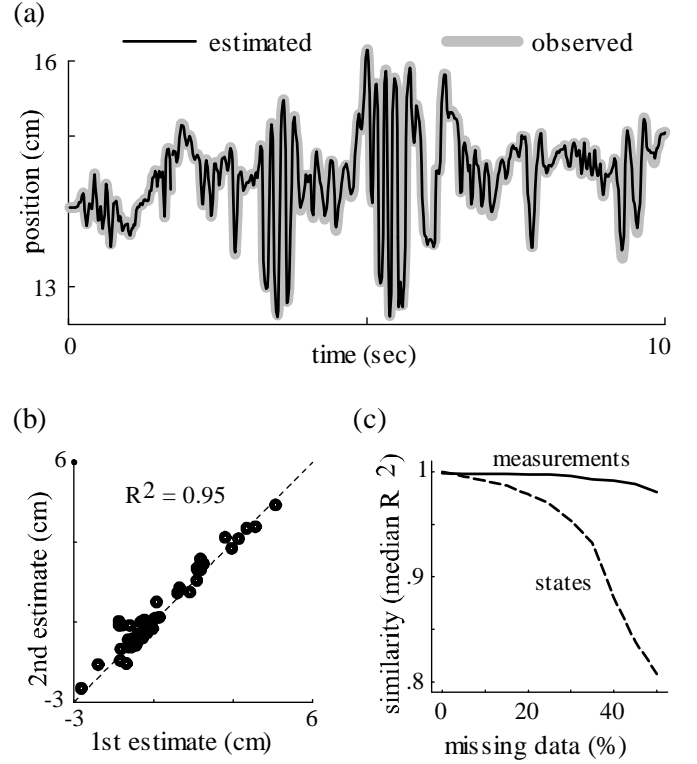 (a)
estimated
observed
16
position (cm)
13
0
time (sec)
10
(b)
(c)
6
R2 = 0.95
2nd estimate (cm)
-3
-3
6
1st estimate (cm)
similarity (median R 2)
1
measurements
.9
states
.8
0
20
40
missing data (%)